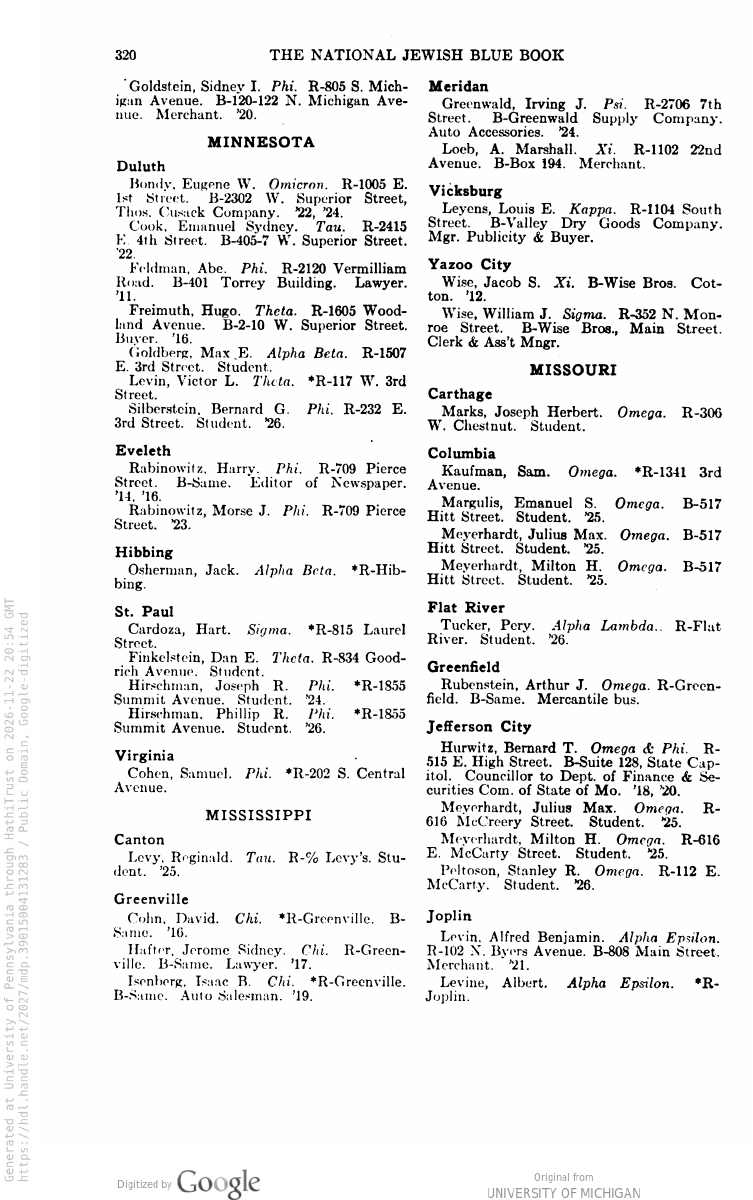 320
THE NATIONAL JEWISH BLUE BOOK
Goldstein, Sidney I. Phi. R-805 S. Mich-
igan Avenue. B-120-122 N. Michigan Ave-
nue. Merchant. '20.
MINNESOTA
Duluth
Bondy, Eugene W. Omicron. R-1005 E.
1st Street. B-2302 W. Superior Street,
Thos. Cusack Company. '22, '24.
Cook, Emanuel Sydney. Tau. R-2415
E. 4th Street. B-405-7 W. Superior Street.
'22.
Feldman, Abe. Phi. R-2120 Vermilliam
Road. B-401 Torrey Building. Lawyer.
'11.
Freimuth, Hugo. Theta. R-1605 Wood-
land Avenue. B-2-10 W. Superior Street.
Buyer. '16.
Goldberg, Max E. Alpha Beta. R-1507
E. 3rd Street. Student.
Levin, Victor L. Theta. *R-117 W. 3rd
Street.
Silberstein, Bernard G. Phi. R-232 E.
3rd Street. Student. '26.
Eveleth
Rabinowitz, Harry. Phi. R-709 Pierce
Street. B-Same. Editor of Newspaper.
'14, '16.
Rabinowitz, Morse J. Phi. R-709 Pierce
Street. '23.
Hibbing
Osherman, Jack. Alpha Beta. *R-Hib-
bing.
St. Paul
Cardoza, Hart. Sigma. *R-815 Laurel
Street.
Finkelstein, Dan E. Theta. R-834 Good-
rich Avenue. Student.
Hirschman, Joseph R. Phi. *R-1855
Summit Avenue. Student. '24.
Hirschman, Phillip R. Phi. *R-1855
Summit Avenue. Student. '26.
Virginia
Cohen, Samuel. Phi. *R-202 S. Central
Avenue.
MISSISSIPPI
Canton
Levy, Reginald. Tau. R-% Levy's. Stu-
dent. '25.
Greenville
Cohn, David. Chi. *R-Greenville. B-
Same. '16.
Hafter, Jerome Sidney. Chi. R-Green-
ville. B-Same. Lawyer. '17.
Isenberg, Isaac B. Chi. *R-Greenville.
B-Same. Auto Salesman. '19.
Meridan
Greenwald, Irving J. Psi. R-2706 7th
Street. B-Greenwald Supply Company.
Auto Accessories. '24.
Loeb, A. Marshall. Xi. R-1102 22nd
Avenue. B-Box 194. Merchant.
Vicksburg
Leyens, Louis E. Kappa. R-1104 South
Street. B-Valley Dry Goods Company.
Mgr. Publicity & Buyer.
Yazoo City
Wise, Jacob S. Xi. B-Wise Bros. Cot-
ton. '12.
Wise, William J. Sigma. R-352 N. Mon-
roe Street. B-Wise Bros., Main Street.
Clerk & Ass't Mngr.
MISSOURI
Carthage
Marks, Joseph Herbert. Omega. R-306
W. Chestnut. Student.
Columbia
Kaufman, Sam. Omega. *R-1341 3rd
Avenue.
Margulis, Emanuel S. Omega. B-517
Hitt Street. Student. '25.
Meyerhardt, Julius Max. Omega. B-517
Hitt Street. Student. '25.
Meyerhardt, Milton H. Omega. B-517
Hitt Street. Student. '25.
Flat River
Tucker, Pery. Alpha Lambda.. R-Flat
River. Student. '26.
Greenfield
Rubenstein, Arthur J. Omega. R-Green-
field. B-Same. Mercantile bus.
Jefferson City
Hurwitz, Bernard T. Omega & Phi. R-
515 E. High Street. B-Suite 128, State Cap-
itol. Councillor to Dept. of Finance & Se-
curities Com. of State of Mo. '18, '20.
Meyerhardt, Julius Max. Omega. R-
616 McCreery Street. Student. '25.
Meyerhardt, Milton H. Omega. R-616
E. McCarty Street. Student. '25.
Peltoson, Stanley R. Omega. R-112 E.
McCarty. Student. '26.
Joplin
Levin, Alfred Benjamin. Alpha Epsilon.
R-102 N. Byers Avenue. B-808 Main Street.
Merchant. '21.
Levine, Albert. Alpha Epsilon. *R-
Joplin.
Generated at University of Pennsylvania through HathiTrust on 2026-11-22 20:54 GMT
https://hdl.handle.net/2027/mdp.39015004131283 / Public Domain, Google-digitized
Digitized by Google
Original from
UNIVERSITY OF MICHIGAN